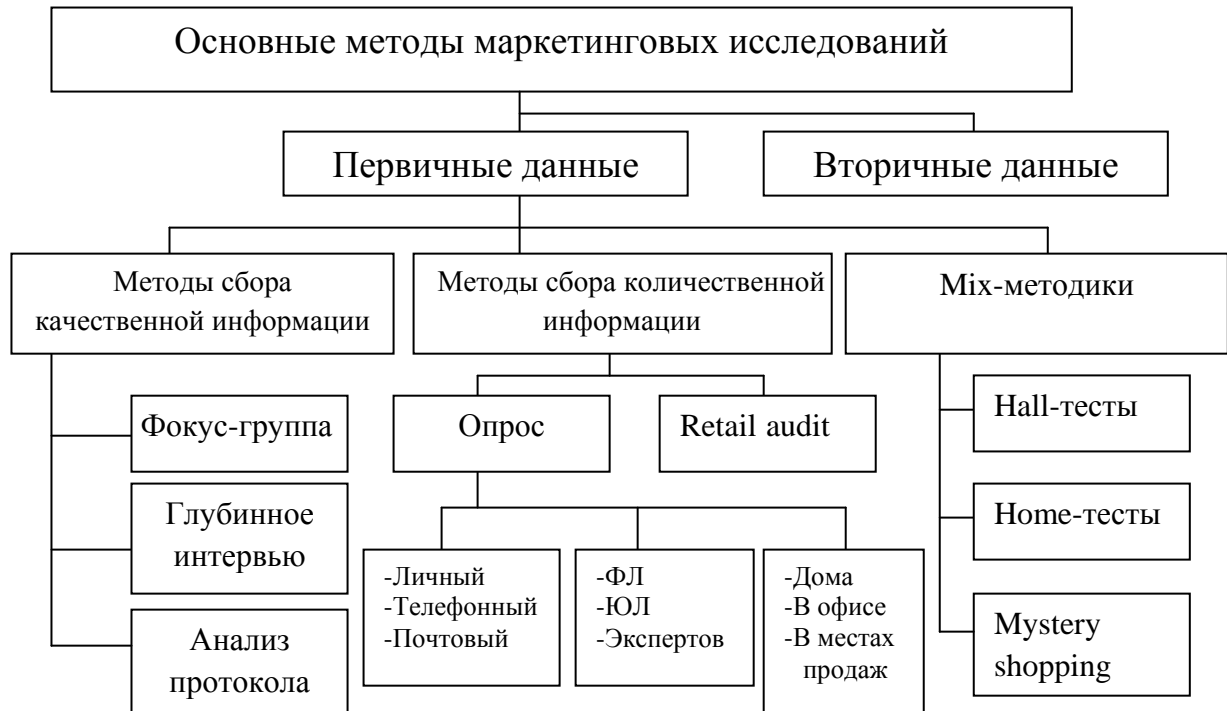 Основные методы маркетинговых исследований
Первичные данные
Вторичные данные
Методы сбора
качественной информации
Методы сбора количественной
информации
Mix-методики
Фокус-группа
Глубинное
интервью
Анализ
протокола
Опрос
Retail audit
-Личный
-Телефонный
-Почтовый
-ФЛ
-ЮЛ
-Экспертов
-Дома
-В офисе
-В местах
продаж
Hall-тесты
Home-тесты
Mystery
shopping